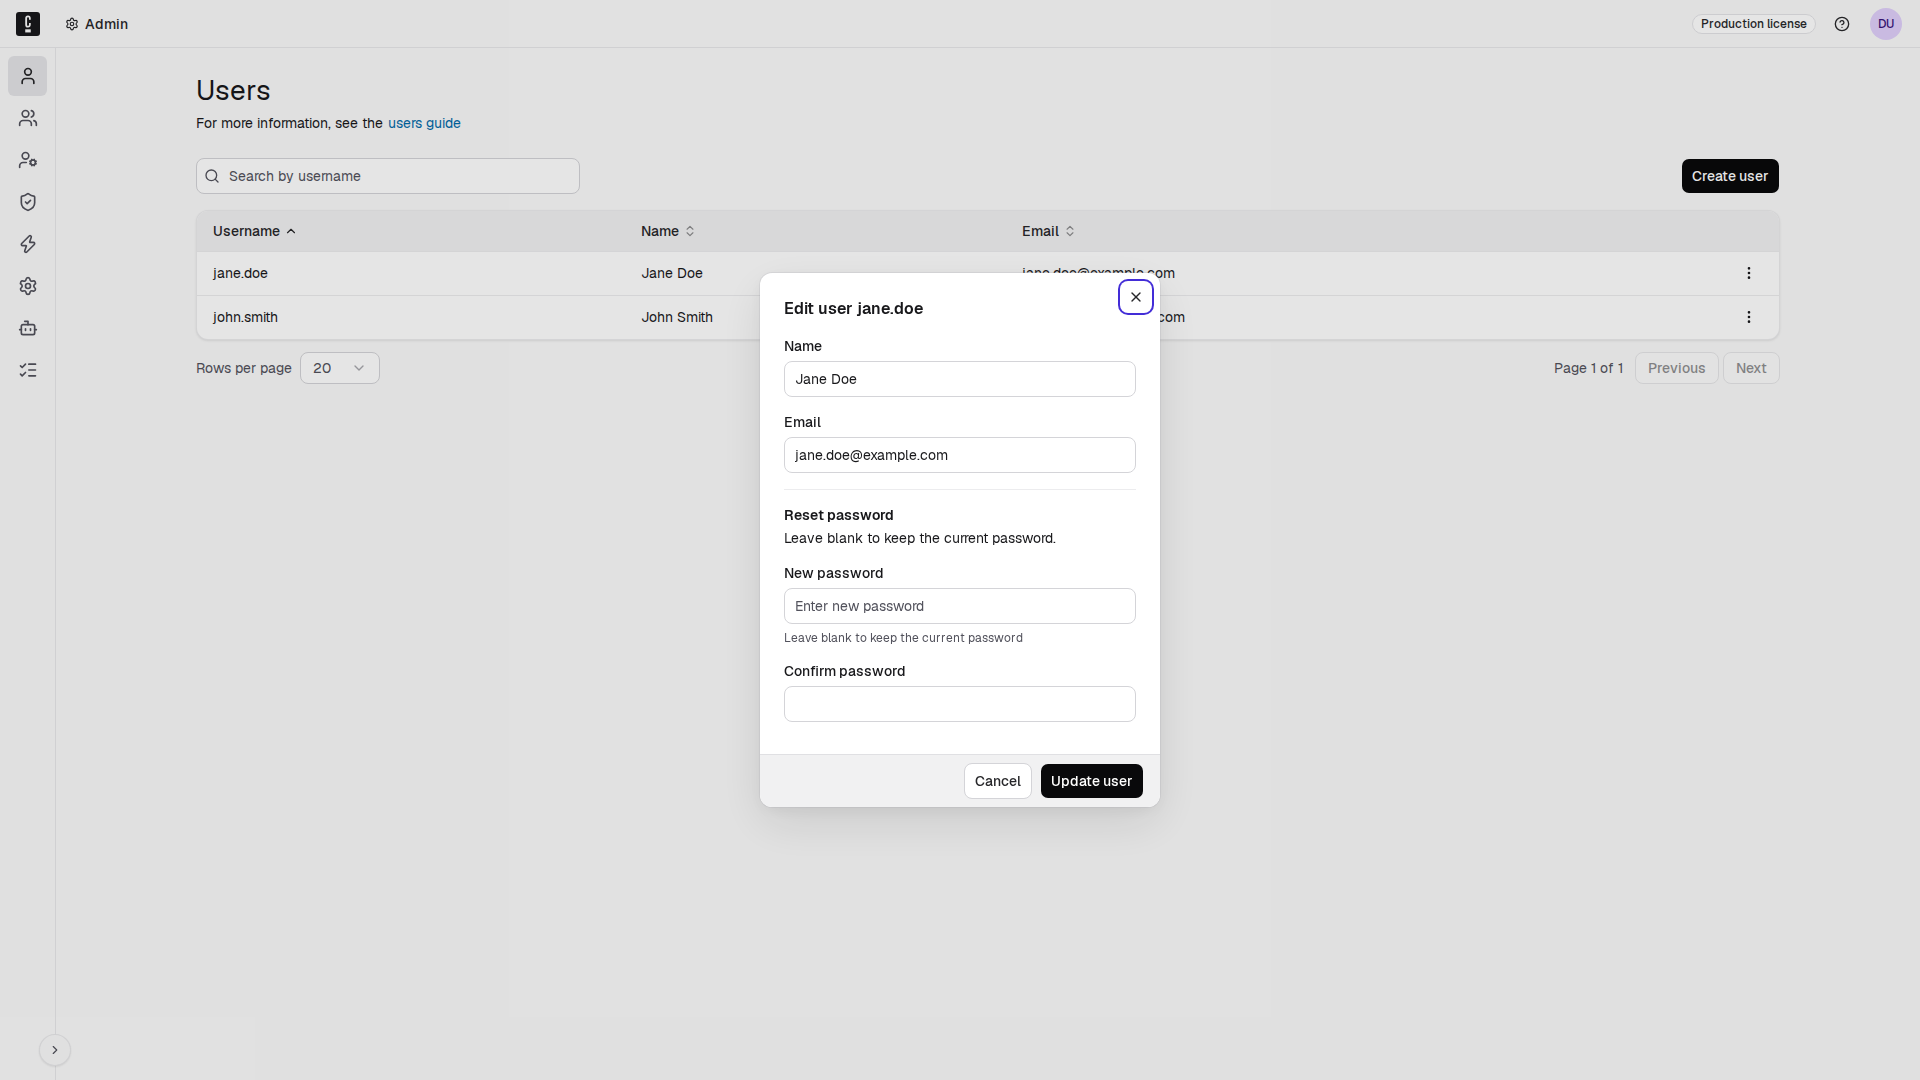 Admin
Production license
DU
Users
For more information, see the users guide
Search by username
Create user
Username
Name
Email
jane.doe
Jane Doe
jane.doe@example.com
john.smith
John Smith
com
Rows per page
20
Page 1 of 1
Previous
Next
Edit user jane.doe
Name
Jane Doe
Email
jane.doe@example.com
Reset password
Leave blank to keep the current password.
New password
Enter new password
Leave blank to keep the current password
Confirm password
Cancel
Update user